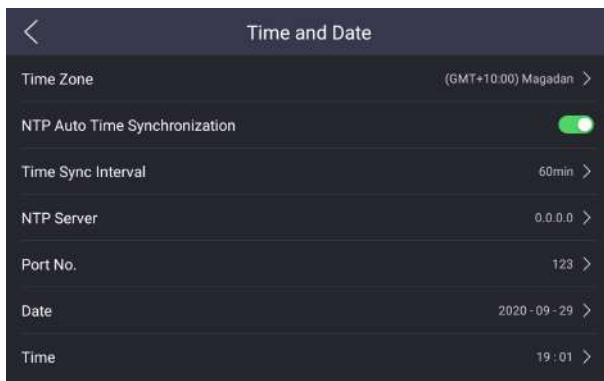 Time and Date
Time Zone (GMT+10:00) Magadan
NTP Auto Time Synchronization
Time Sync Interval 60min
NTP Server 0.0.0.0
Port No. 123
Date 2020-09-29
Time 19:01